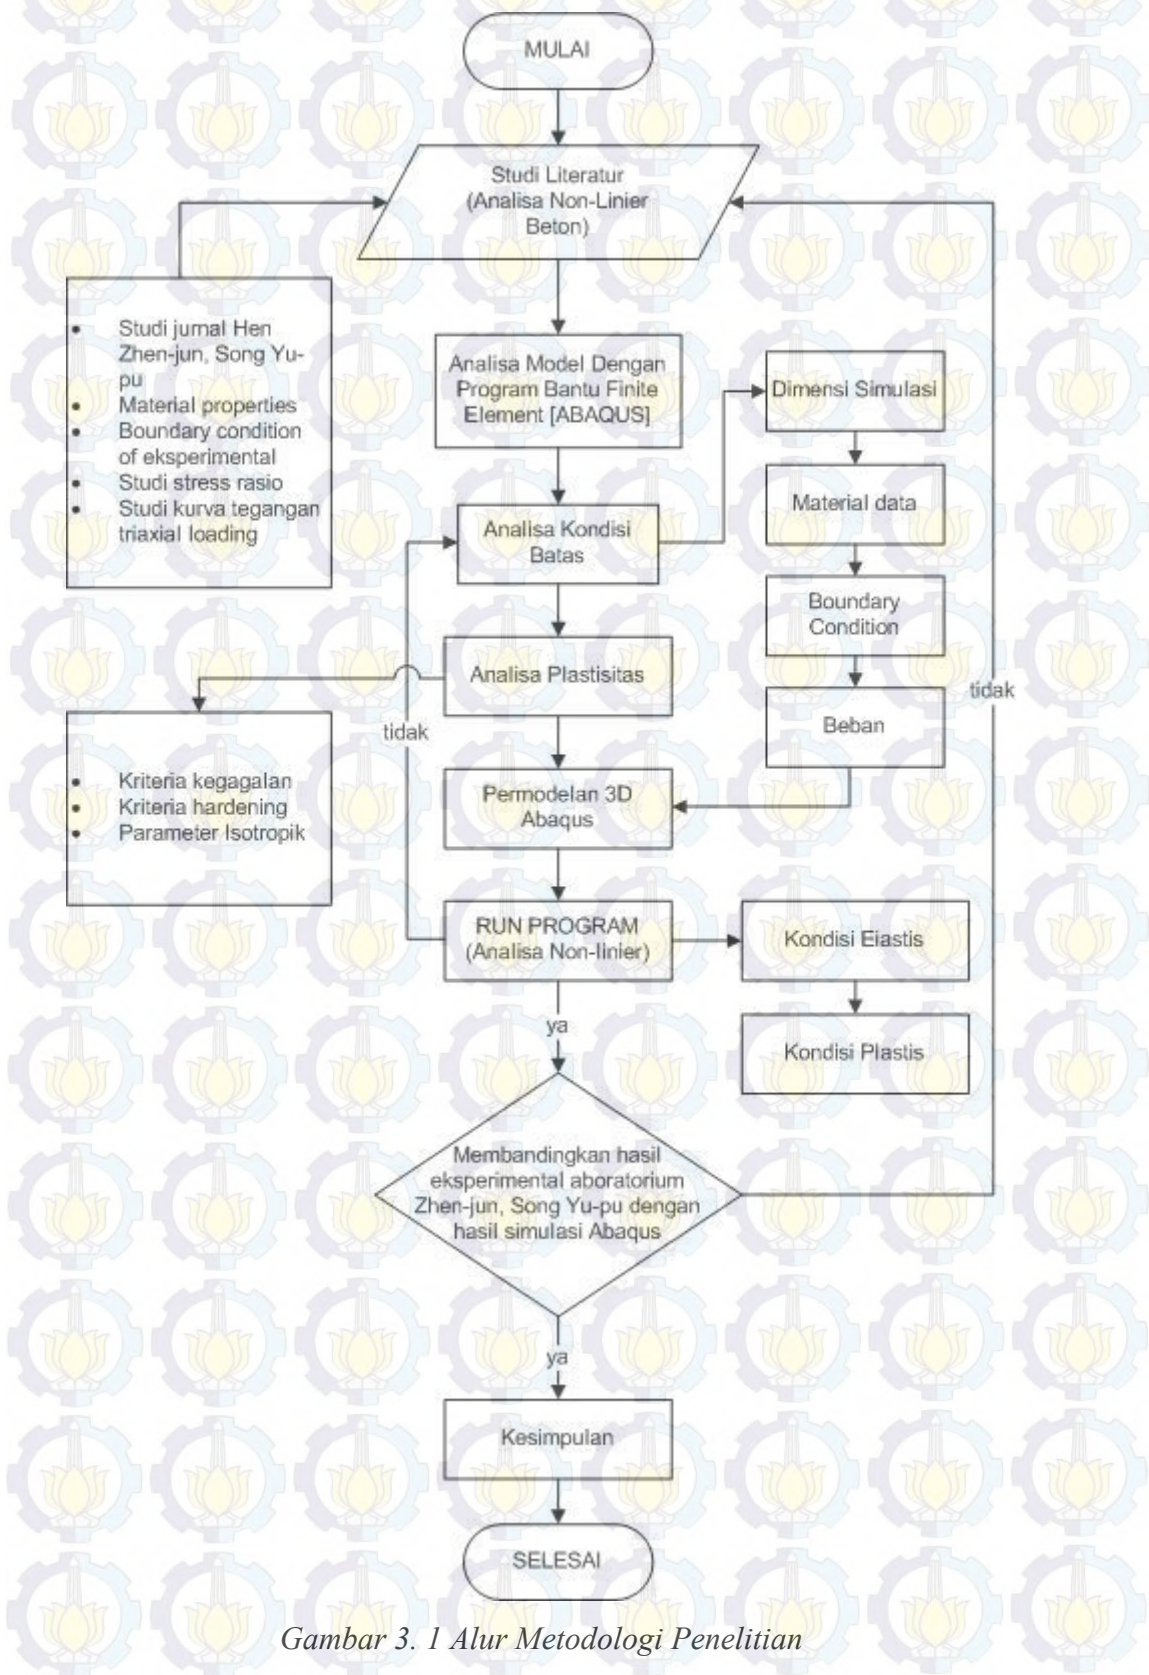 MULAI
Studi Literatur
(Analisa Non-Linier
Beton)
• Studi jurnal Hen
Zhen-jun, Song Yu-
pu
• Material properties
• Boundary condition
of eksperimental
• Studi stress rasio
• Studi kurva tegangan
triaxial loading
Analisa Model Dengan
Program Bantu Finite
Element [ABAQUS]
Dimensi Simulasi
Material data
Analisa Kondisi
Batas
Boundary
Condition
Analisa Plastisitas
tidak
Beban
tidak
• Kriteria kegagalan
• Kriteria hardening
• Parameter Isotropik
Permodelan 3D
Abaqus
RUN PROGRAM
(Analisa Non-linier)
Kondisi Elastis
Kondisi Plastis
ya
Membandingkan hasil
eksperimental aboratorium
Zhen-jun, Song Yu-pu dengan
hasil simulasi Abaqus
ya
Kesimpulan
SELESAI
Gambar 3. 1 Alur Metodologi Penelitian